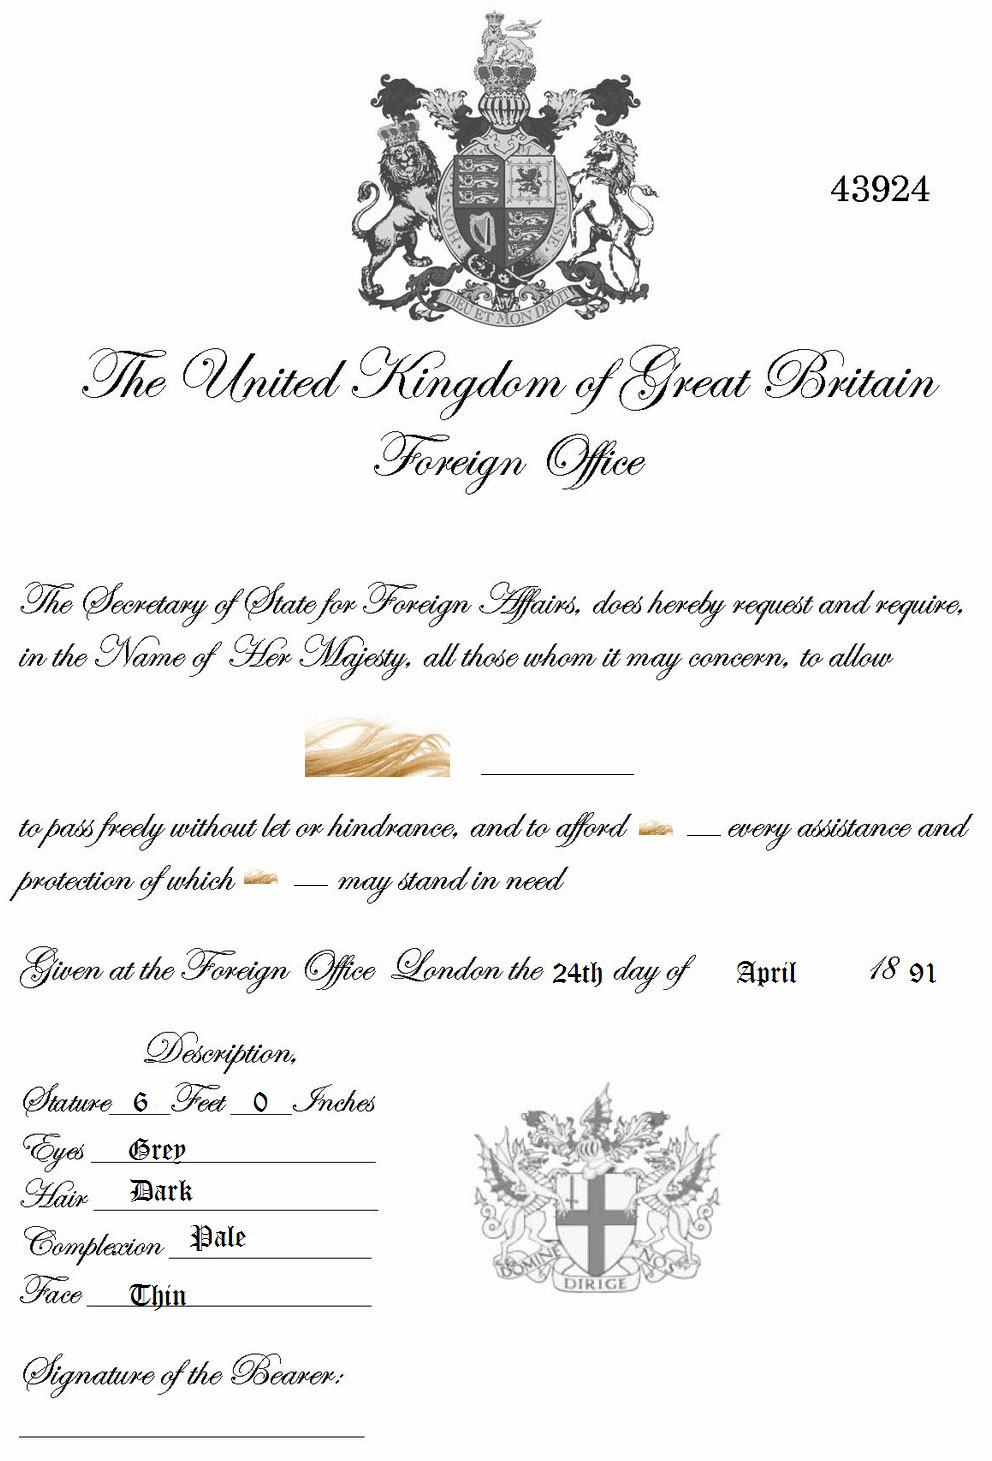 43924
HONI PENSE
DIEU ET MON DROIT
The United Kingdom of Great Britain
Foreign Office
The Secretary of State for Foreign Affairs, does hereby request and require,
in the Name of Her Majesty, all those whom it may concern, to allow
to pass freely without let or hindrance, and to afford every assistance and
protection of which may stand in need
Given at the Foreign Office London the 24th day of April 18 91
Description,
Stature 6 Feet 0 Inches
Eyes Grey
Hair Dark
Complexion Pale
Face Thin
DOMINE DIRIGE NOS
Signature of the Bearer: